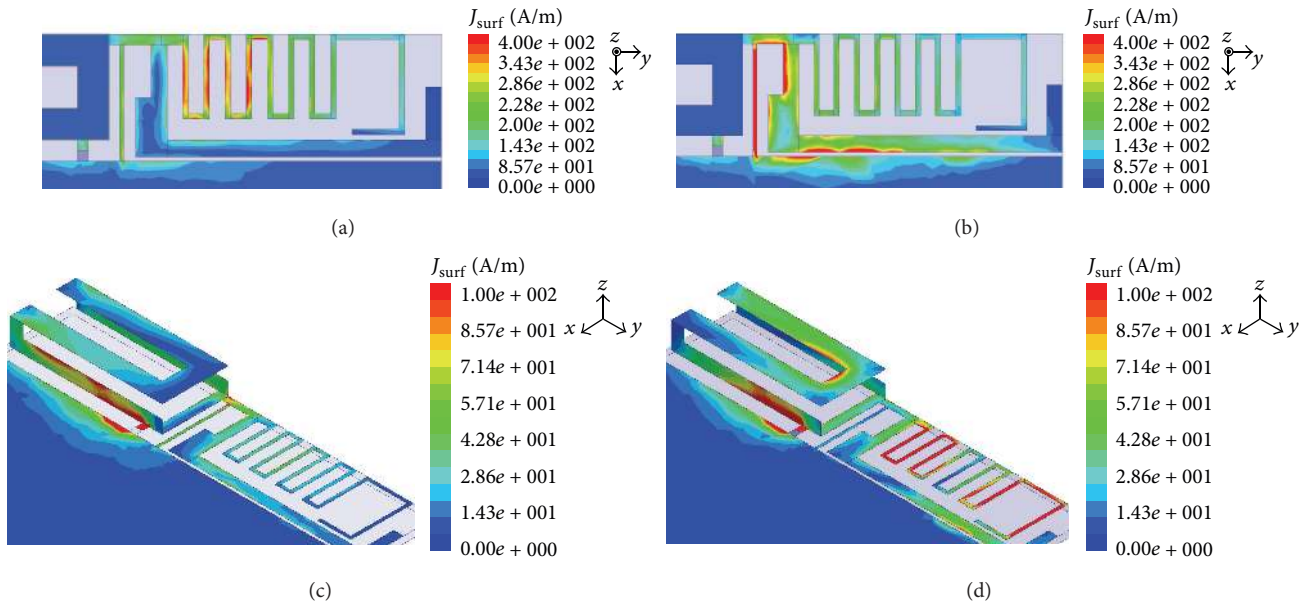 J_surf (A/m)
4.00e + 002
3.43e + 002
2.86e + 002
2.28e + 002
2.00e + 002
1.42e + 002
8.57e + 001
0.00e + 000
z
y
x
(a)
J_surf (A/m)
4.00e + 002
3.43e + 002
3.86e + 002
2.28e + 002
2.00e + 002
1.42e + 002
8.57e + 001
0.00e + 000
z
y
x
(b)
J_surf (A/m)
1.00e + 002
8.57e + 001
7.14e + 001
5.71e + 001
4.28e + 001
2.86e + 001
1.43e + 001
0.00e + 000
z
x
y
(c)
J_surf (A/m)
1.00e + 002
8.57e + 001
7.14e + 001
5.71e + 001
4.28e + 001
2.86e + 001
1.43e + 001
0.00e + 000
z
x
y
(d)